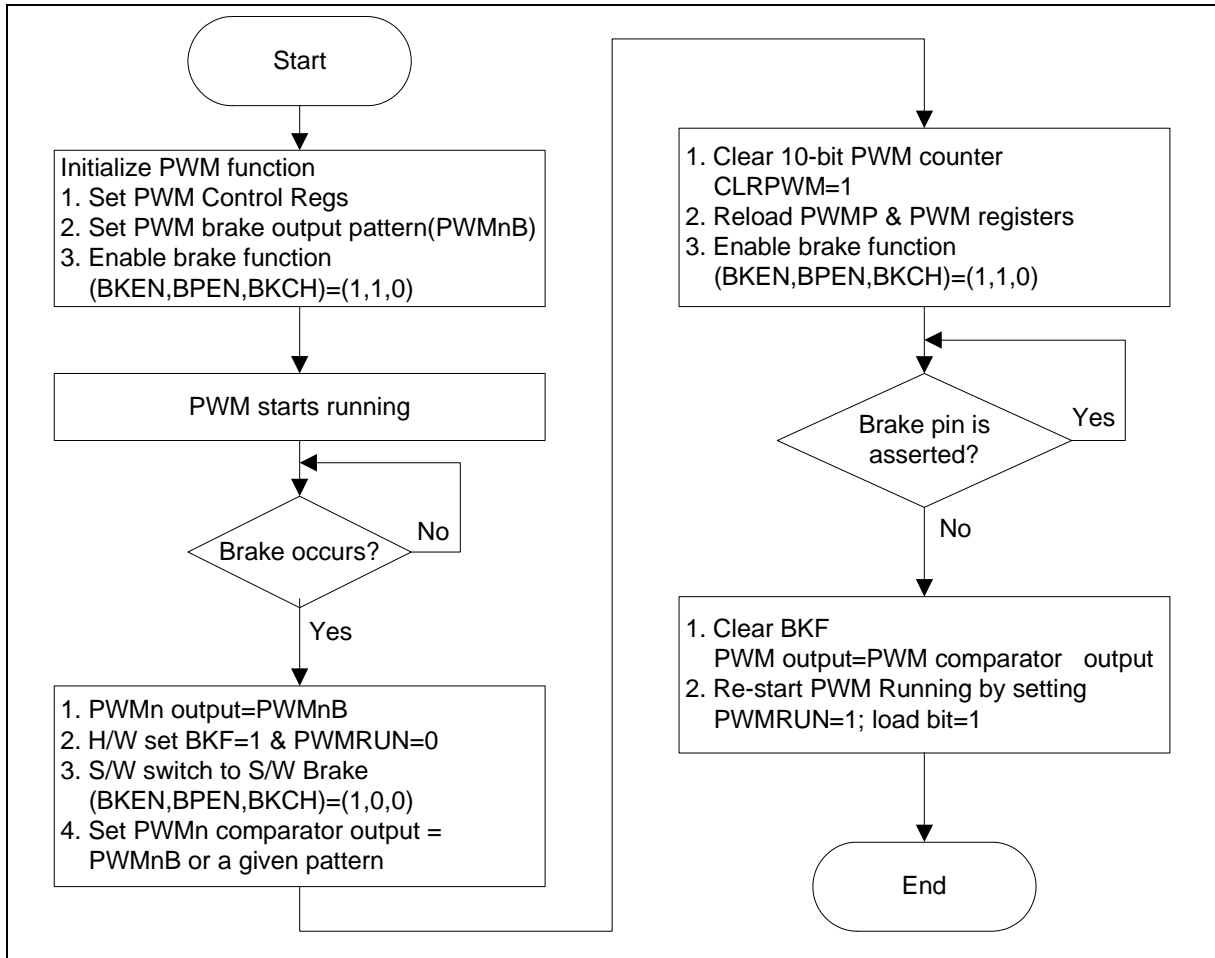 Start
Initialize PWM function
1. Set PWM Control Regs
2. Set PWM brake output pattern(PWMnB)
3. Enable brake function
(BKEN,BPEN,BKCH)=(1,1,0)
PWM starts running
Brake occurs?
No
Yes
1. PWMn output=PWMnB
2. H/W set BKF=1 & PWMRUN=0
3. S/W switch to S/W Brake
(BKEN,BPEN,BKCH)=(1,0,0)
4. Set PWMn comparator output =
PWMnB or a given pattern
1. Clear 10-bit PWM counter
CLRPWM=1
2. Reload PWMP & PWM registers
3. Enable brake function
(BKEN,BPEN,BKCH)=(1,1,0)
Brake pin is
asserted?
Yes
No
1. Clear BKF
PWM output=PWM comparator output
2. Re-start PWM Running by setting
PWMRUN=1; load bit=1
End